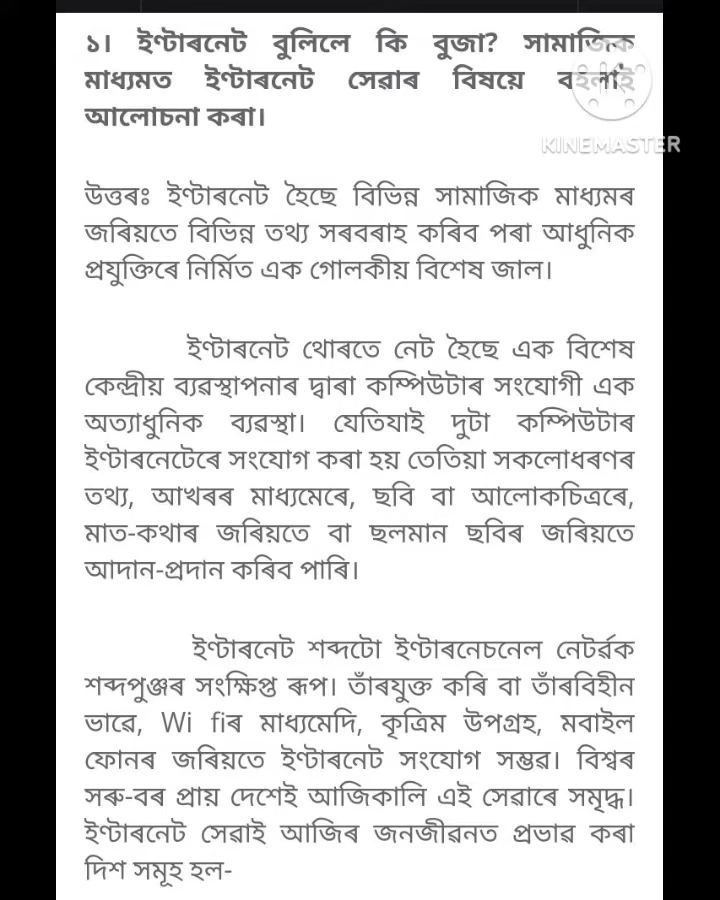 ১। ইণ্টাৰনেট বুলিলে কি বুজা? সামাজিক
মাধ্যমত ইণ্টাৰনেট সেৱাৰ বিষয়ে বহলাই
আলোচনা কৰা।
KINEMASTER
উত্তৰঃ ইণ্টাৰনেট হৈছে বিভিন্ন সামাজিক মাধ্যমৰ
জৰিয়তে বিভিন্ন তথ্য সৰবৰাহ কৰিব পৰা আধুনিক
প্ৰযুক্তিৰে নিৰ্মিত এক গোলকীয় বিশেষ জাল।
ইণ্টাৰনেট থোৰতে নেট হৈছে এক বিশেষ
কেন্দ্ৰীয় ব্যৱস্থাপনাৰ দ্বাৰা কম্পিউটাৰ সংযোগী এক
অত্যাধুনিক ব্যৱস্থা। যেতিযাই দুটা কম্পিউটাৰ
ইণ্টাৰনেটেৰে সংযোগ কৰা হয় তেতিয়া সকলোধৰণৰ
তথ্য, আখৰৰ মাধ্যমেৰে, ছবি বা আলোকচিত্ৰৰে,
মাত-কথাৰ জৰিয়তে বা ছলমান ছবিৰ জৰিয়তে
আদান-প্ৰদান কৰিব পাৰি।
ইণ্টাৰনেট শব্দটো ইণ্টাৰনেচনেল নেটৰ্ৱক
শব্দপুঞ্জৰ সংক্ষিপ্ত ৰূপ। তাঁৰযুক্ত কৰি বা তাঁৰবিহীন
ভাৱে, Wi fiৰ মাধ্যমেদি, কৃত্ৰিম উপগ্ৰহ, মবাইল
ফোনৰ জৰিয়তে ইণ্টাৰনেট সংযোগ সম্ভৱ। বিশ্বৰ
সৰু-বৰ প্ৰায় দেশেই আজিকালি এই সেৱাৰে সমৃদ্ধ।
ইণ্টাৰনেট সেৱাই আজিৰ জনজীৱনত প্ৰভাৱ কৰা
দিশ সমূহ হল-